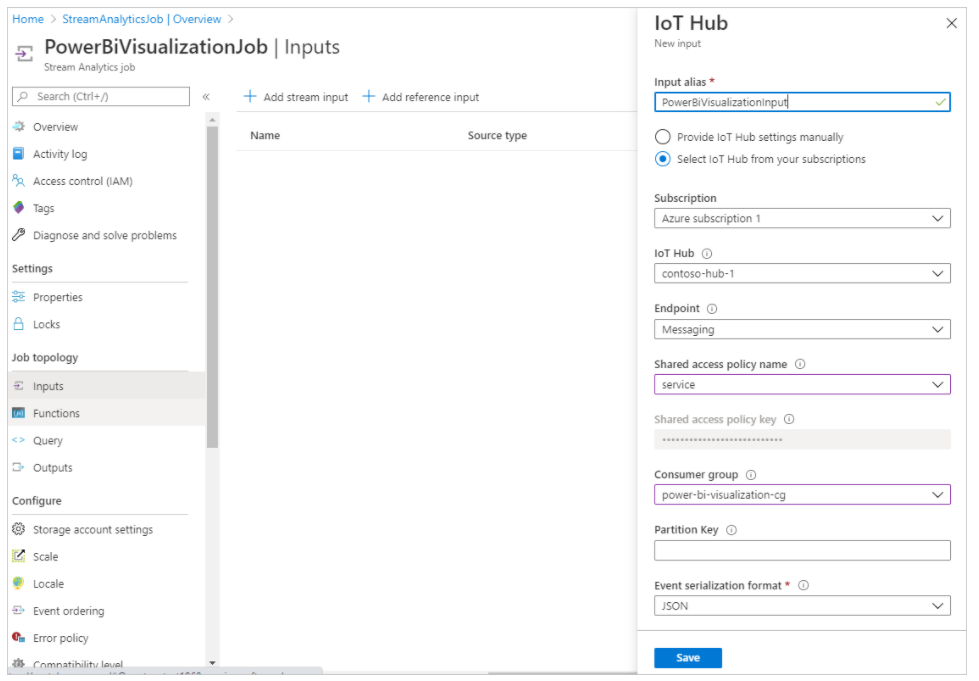 Home > StreamAnalyticsJob | Overview >
PowerBiVisualizationJob | Inputs
Stream Analytics job
Search (Ctrl+/)
«
Overview
Activity log
Access control (IAM)
Tags
Diagnose and solve problems
Settings
Properties
Locks
Job topology
Inputs
Functions
Query
Outputs
Configure
Storage account settings
Scale
Locale
Event ordering
Error policy
Compatibility level
+ Add stream input + Add reference input
Name Source type
IoT Hub
New input
Input alias *
PowerBiVisualizationInput
Provide IoT Hub settings manually
Select IoT Hub from your subscriptions
Subscription
Azure subscription 1
IoT Hub
contoso-hub-1
Endpoint
Messaging
Shared access policy name
service
Shared access policy key
••••••••••••••••••••••••••••
Consumer group
power-bi-visualization-cg
Partition Key
Event serialization format *
JSON
Save